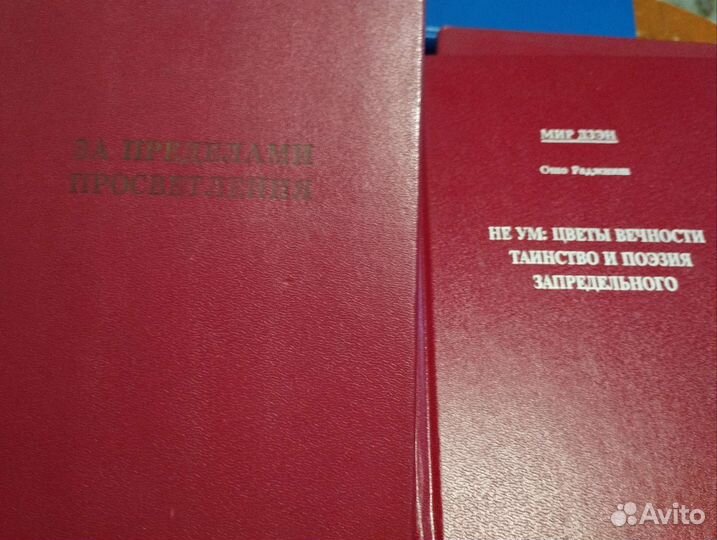 ЗА ПРЕДЕЛАМИ
ПРОСВЕТЛЕНИЯ
МИР ДЗЭН
Ошо Раджниш
НЕ УМ: ЦВЕТЫ ВЕЧНОСТИ
ТАИНСТВО И ПОЭЗИЯ
ЗАПРЕДЕЛЬНОГО
Avito